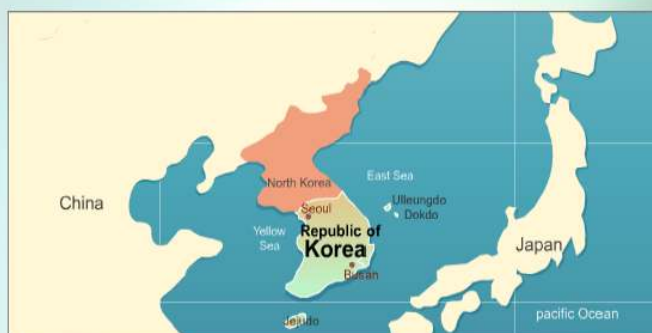 North Korea
East Sea
China
Ulleungdo
Seoul
Dokdo
Yellow
Sea
Republic of
Korea
Japan
Busan
Jejudo
pacific Ocean